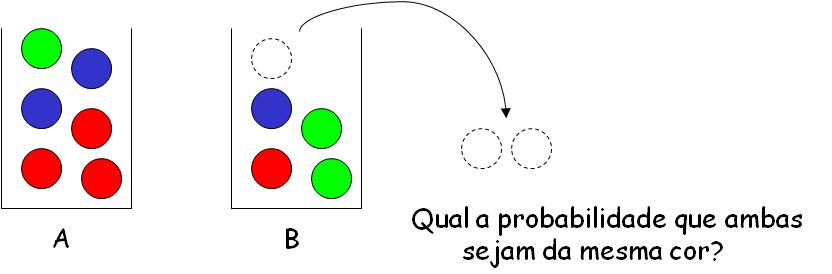 A
B
Qual a probabilidade que ambas
sejam da mesma cor?